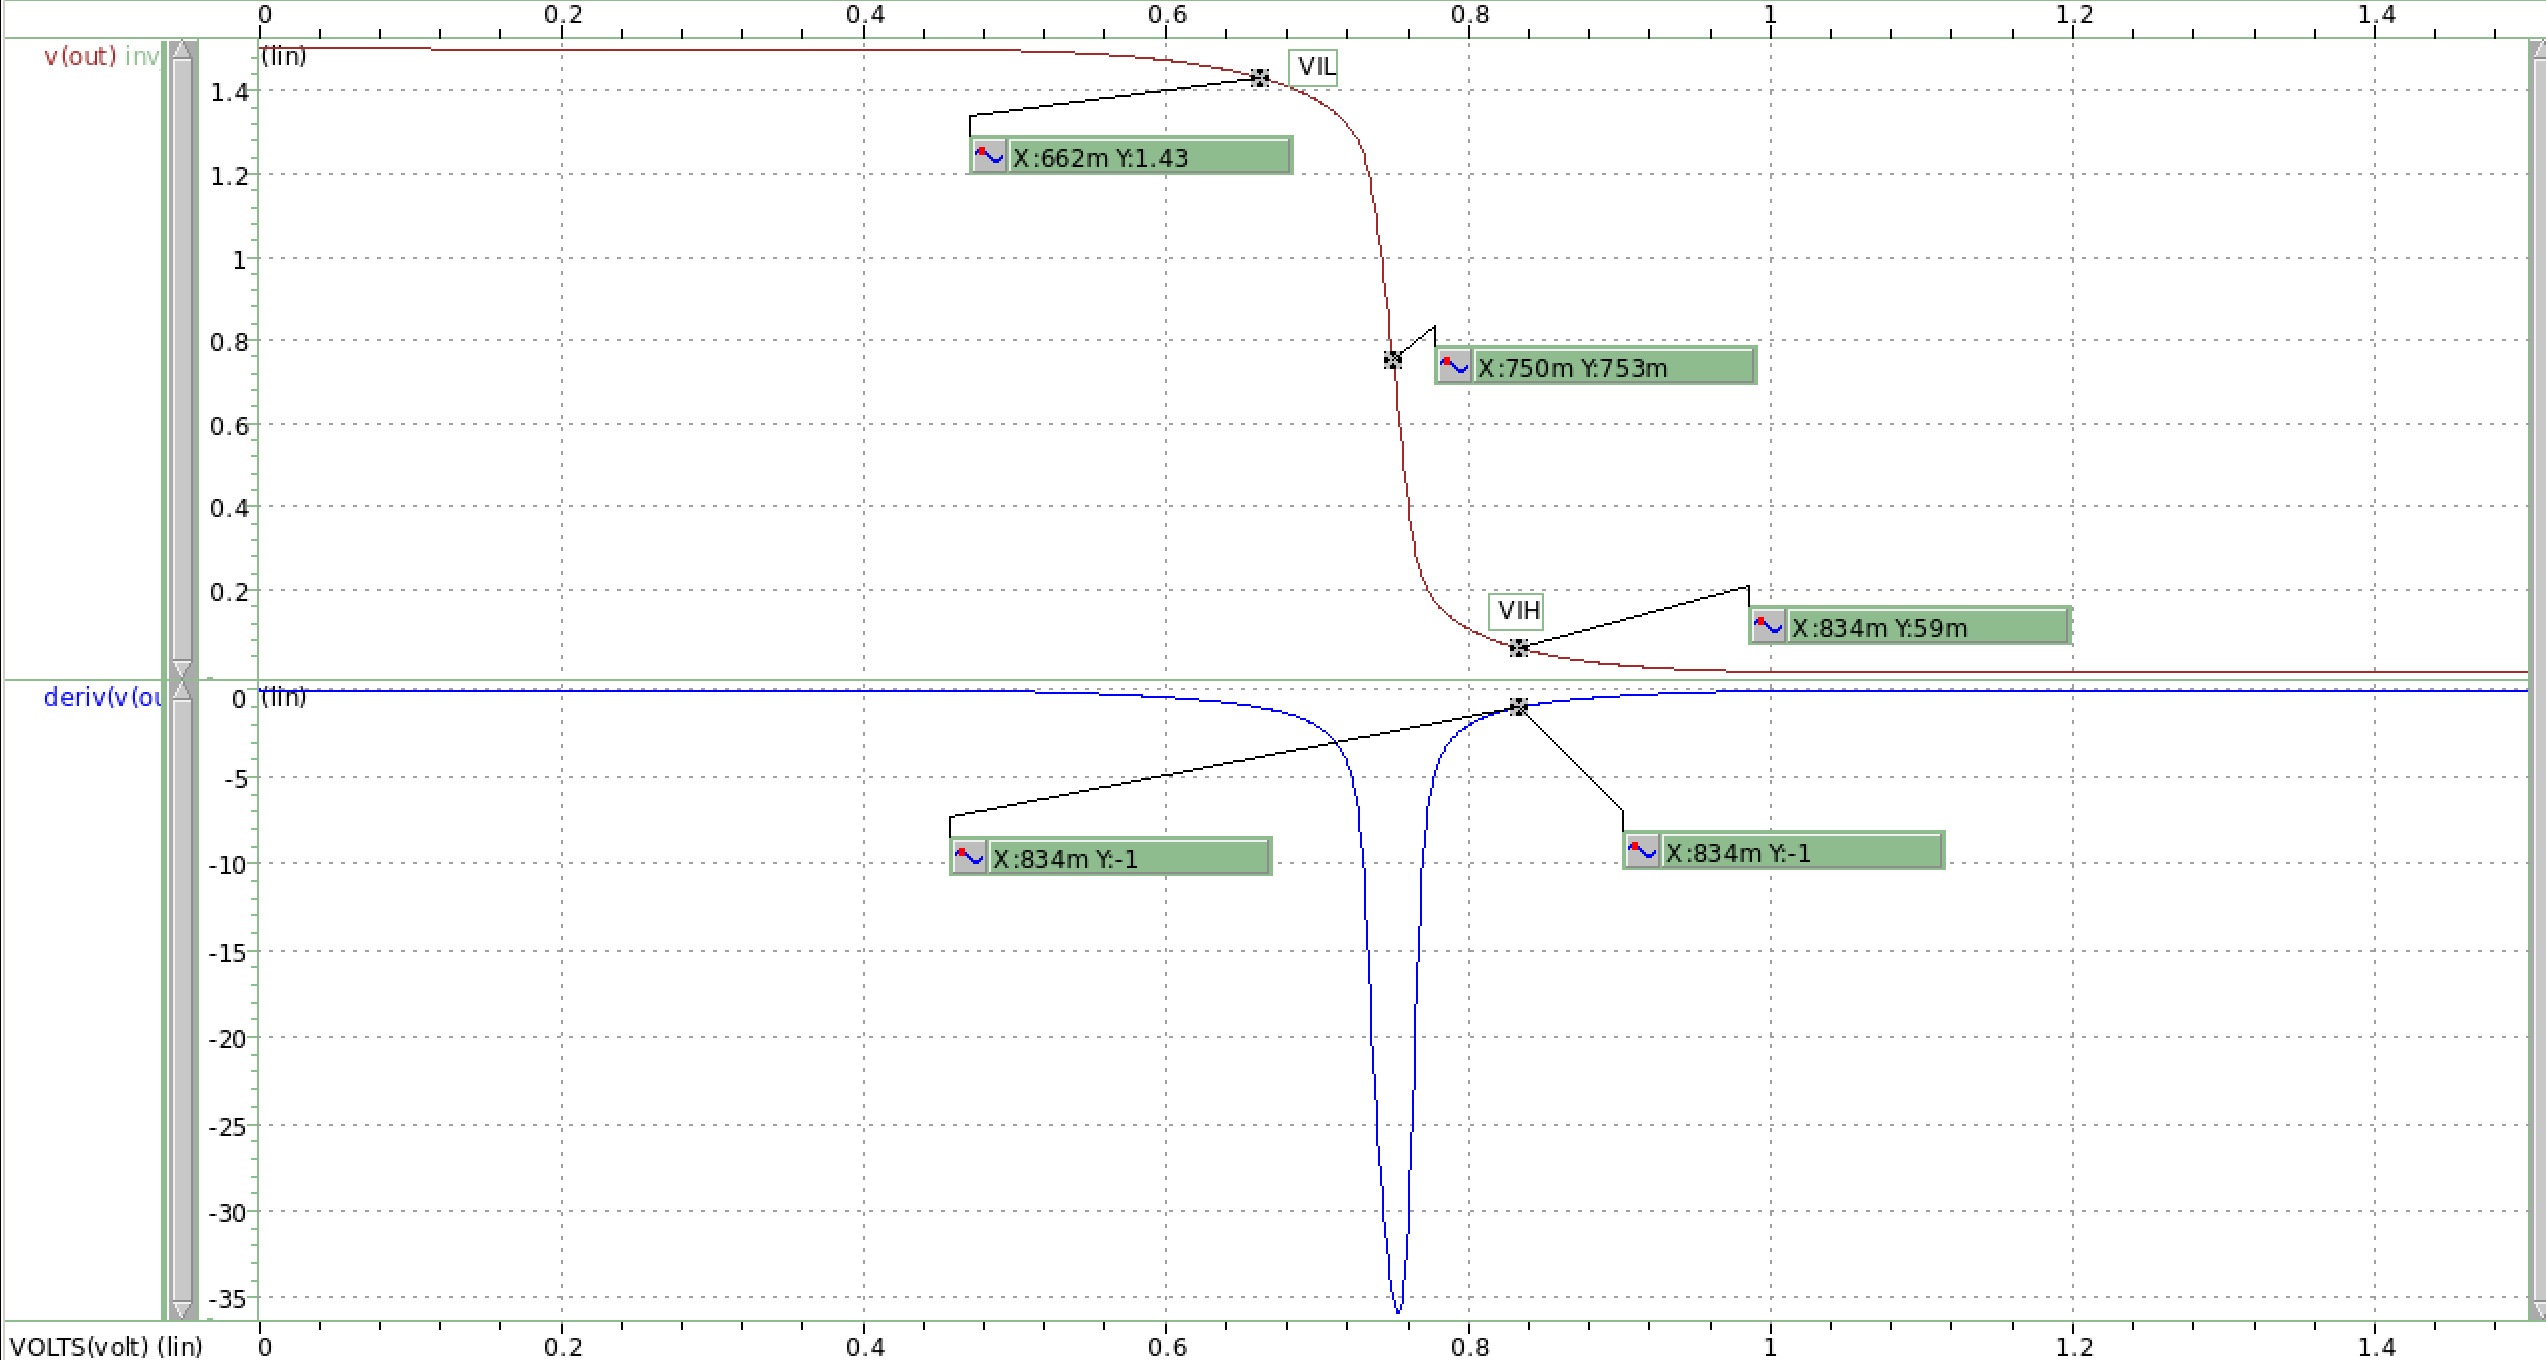 0 0.2 0.4 0.6 0.8 1 1.2 1.4
v(out) inv
(lin)
VIL
1.4
X:662m Y:1.43
1.2
1
0.8
X:750m Y:753m
0.6
0.4
0.2
VIH
X:834m Y:59m
deriv(v(ou
0
(lin)
-5
-10
X:834m Y:-1
X:834m Y:-1
-15
-20
-25
-30
-35
VOLTS(volt) (lin)
0 0.2 0.4 0.6 0.8 1 1.2 1.4